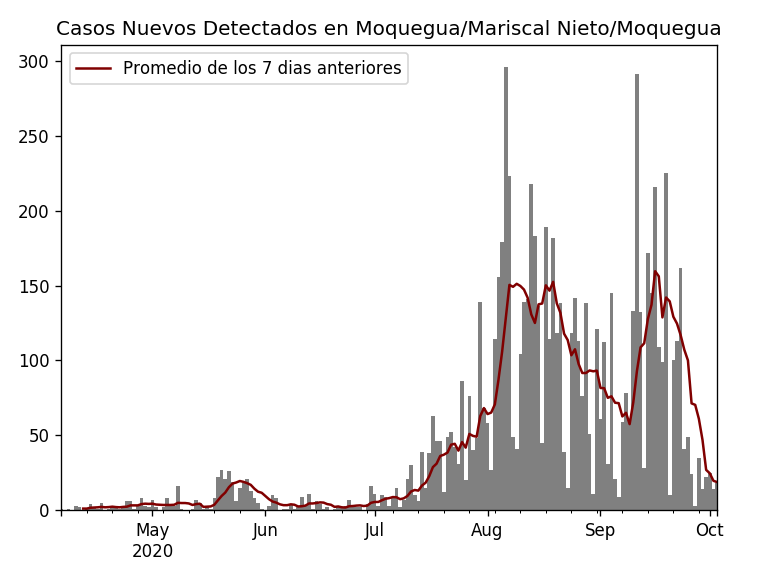 Casos Nuevos Detectados en Moquegua/Mariscal Nieto/Moquegua
Promedio de los 7 dias anteriores
300
250
200
150
100
50
0
May Jun Jul Aug Sep Oct
2020